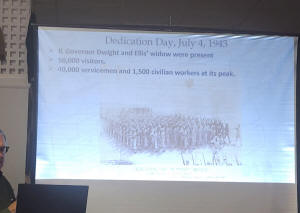 Dedication Day, July 4, 1943
➤ IL Governor Dwight and Ellis' widow were present
➤ 50,000 visitors.
➤ 40,000 servicemen and 1,500 civilian workers at its peak.